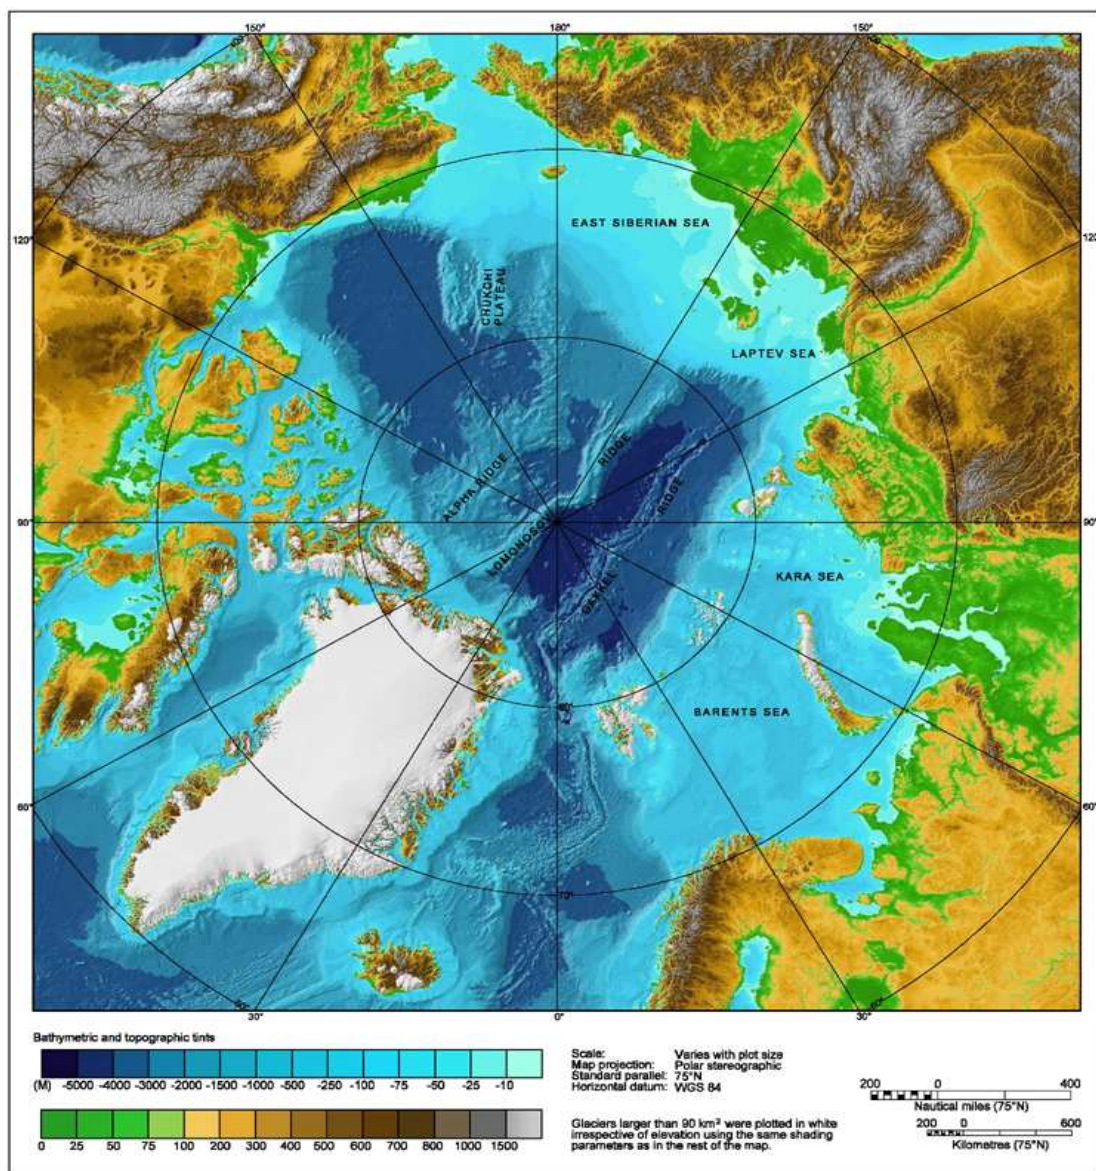 150° 180° 150°
EAST SIBERIAN SEA
120° 120°
CHUKCHI
PLATEAU
LAPTEV SEA
RIDGE
ALPHA RIDGE
RIDGE
90° 90°
LOMONOSOV
KARA SEA
GAKKEL
80°
BARENTS SEA
60° 60°
70°
60° 60°
30° 0° 30°
Bathymetric and topographic tints
(M) -5000 -4000 -3000 -2000 -1500 -1000 -500 -250 -100 -75 -50 -25 -10
0 25 50 75 100 200 300 400 500 600 700 800 1000 1500
Scale: Varies with plot size
Map projection: Polar stereographic
Standard parallel: 75°N
Horizontal datum: WGS 84
Glaciers larger than 90 km³ were plotted in white
irrespective of elevation using the same shading
parameters as in the rest of the map.
200 0 400
Nautical miles (75°N)
200 0 600
Kilometres (75°N)